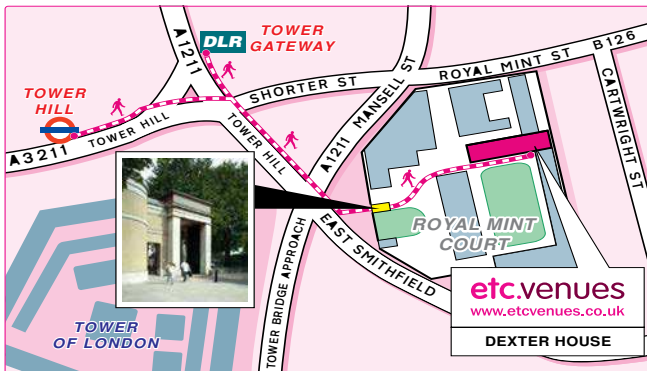 A1211
DLR
TOWER
GATEWAY
TOWER
HILL
A3211
TOWER HILL
TOWER HILL
SHORTER ST
A1211 MANSELL ST
ROYAL MINT ST
B126
CARTWRIGHT ST
ROYAL MINT
COURT
EAST SMITHFIELD
TOWER BRIDGE APPROACH
TOWER
OF LONDON
etc.venues
www.etcvenues.co.uk
DEXTER HOUSE